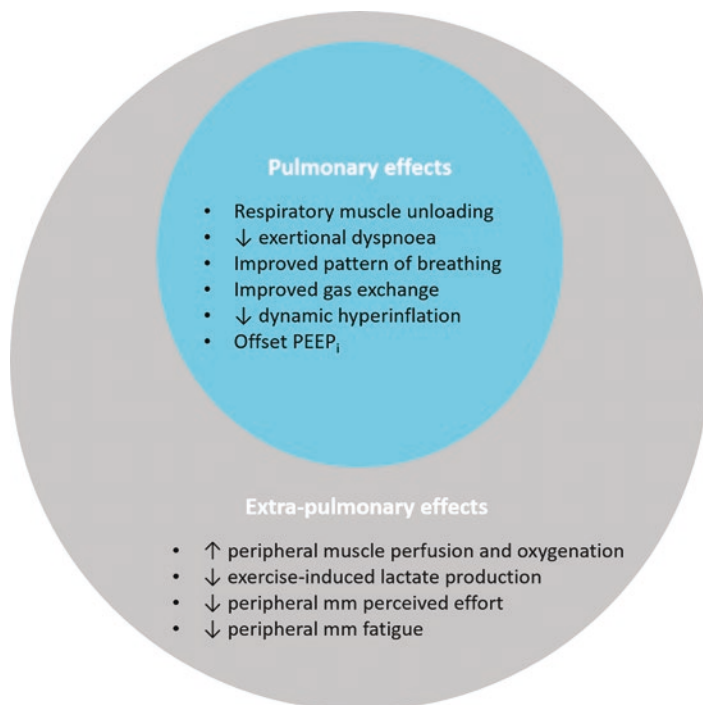 Pulmonary effects
• Respiratory muscle unloading
• ↓ exertional dyspnoea
• Improved pattern of breathing
• Improved gas exchange
• ↓ dynamic hyperinflation
• Offset PEEPi
Extra-pulmonary effects
• ↑ peripheral muscle perfusion and oxygenation
• ↓ exercise-induced lactate production
• ↓ peripheral mm perceived effort
• ↓ peripheral mm fatigue